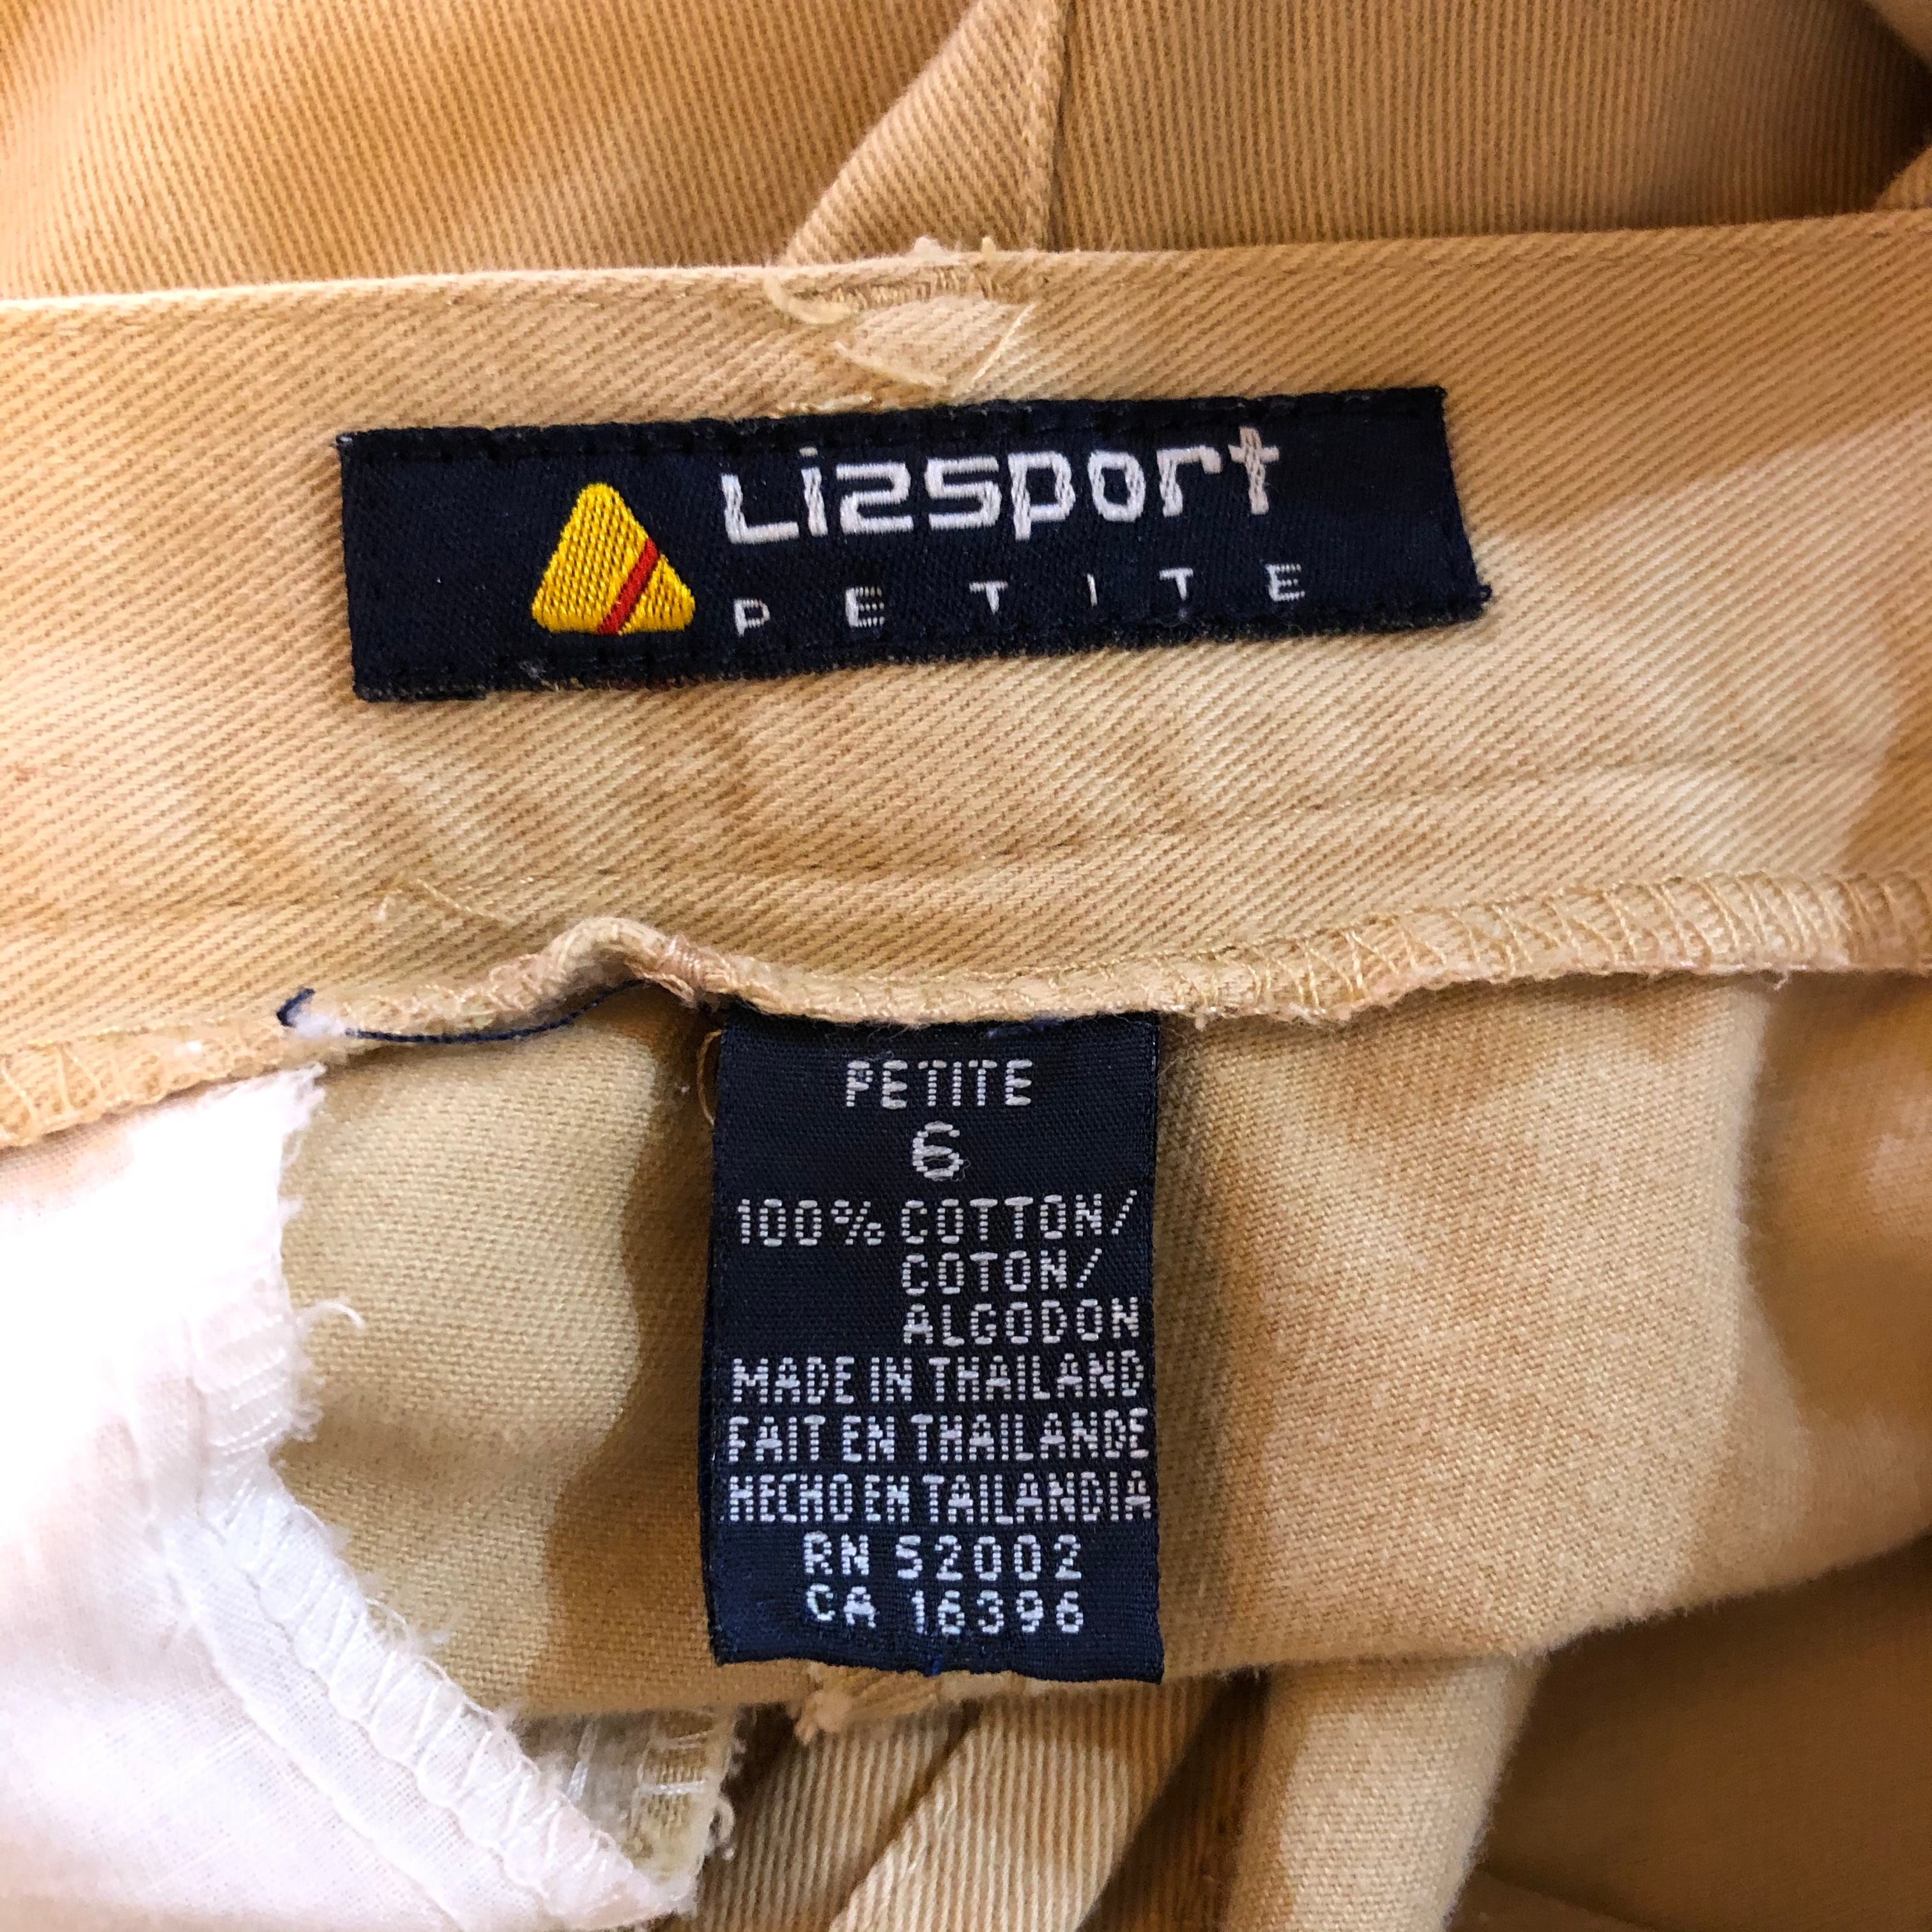 Lizsport
PETITE
PETITE
6
100% COTTON/
COTON/
ALGODON
MADE IN THAILAND
FAIT EN THAILANDE
HECHO EN TAILANDIA
RN 52002
CA 16396